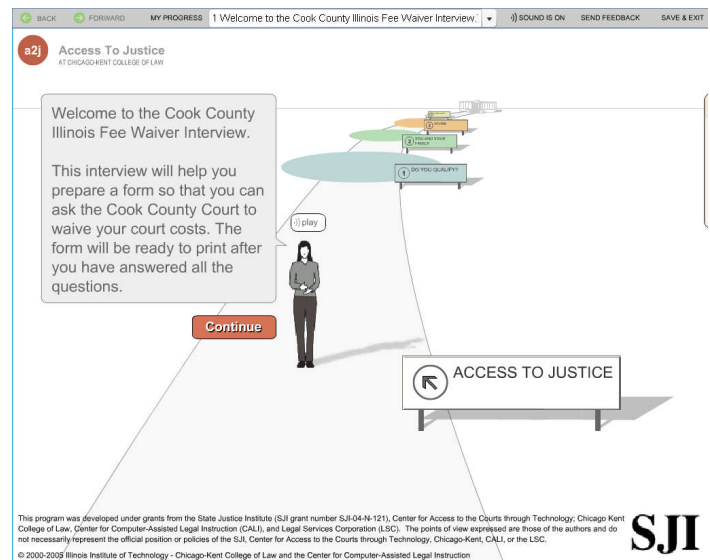 BACK FORWARD MY PROGRESS 1 Welcome to the Cook County Illinois Fee Waiver Interview. SOUND IS ON SEND FEEDBACK SAVE & EXIT
a2j
Access To Justice
AT CHICAGO-KENT COLLEGE OF LAW
Welcome to the Cook County
Illinois Fee Waiver Interview.
This interview will help you
prepare a form so that you can
ask the Cook County Court to
waive your court costs. The
form will be ready to print after
you have answered all the
questions.
play
Continue
3 INCOME
2 YOU AND YOUR
FAMILY
1 DO YOU QUALIFY?
ACCESS TO JUSTICE
This program was developed under grants from the State Justice Institute (SJI grant number SJI-04-N-121), Center for Access to the Courts through Technology; Chicago Kent
College of Law, Center for Computer-Assisted Legal Instruction (CALI), and Legal Services Corporation (LSC). The points of view expressed are those of the authors and do
not necessarily represent the official position or policies of the SJI, Center for Access to the Courts through Technology, Chicago-Kent, CALI, or the LSC.
© 2000-2005 Illinois Institute of Technology - Chicago-Kent College of Law and the Center for Computer-Assisted Legal Instruction
SJI